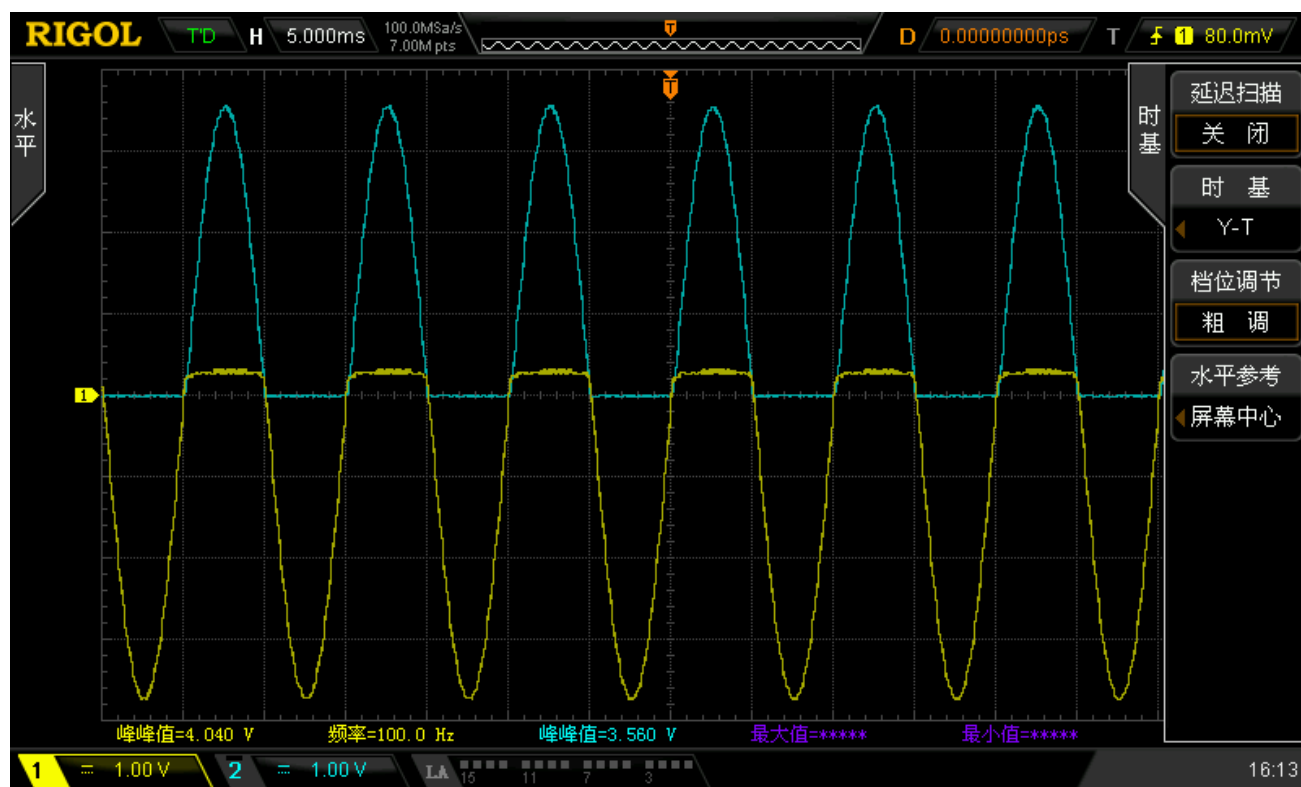 RIGOL T'D H 5.000ms 100.0MSa/s D 0.00000000ps T 1 80.0mV
7.00M pts
T
T
水平
时基
延迟扫描
关 闭
时 基
Y-T
档位调节
粗 调
水平参考
屏幕中心
1
峰峰值=4.040 V 频率=100.0 Hz 峰峰值=3.560 V 最大值=***** 最小值=*****
1 = 1.00 V 2 = 1.00 V LA 15 11 7 3 16:13